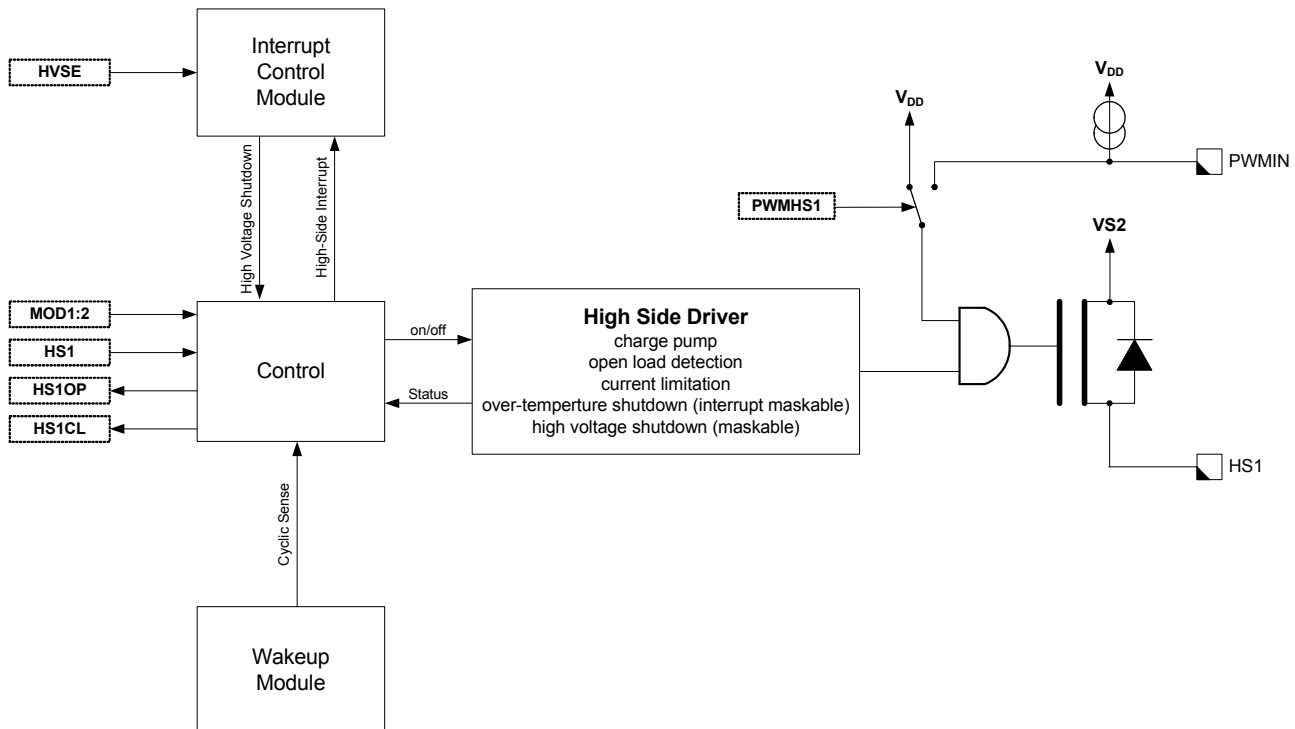 Interrupt
Control
Module
HVSE
High Voltage Shutdown
High-Side Interrupt
MOD1:2
HS1
HS1OP
HS1CL
Control
on/off
Status
Cyclic Sense
Wakeup
Module
High Side Driver
charge pump
open load detection
current limitation
over-temperture shutdown (interrupt maskable)
high voltage shutdown (maskable)
VDD
PWMHS1
VDD
PWMIN
VS2
HS1